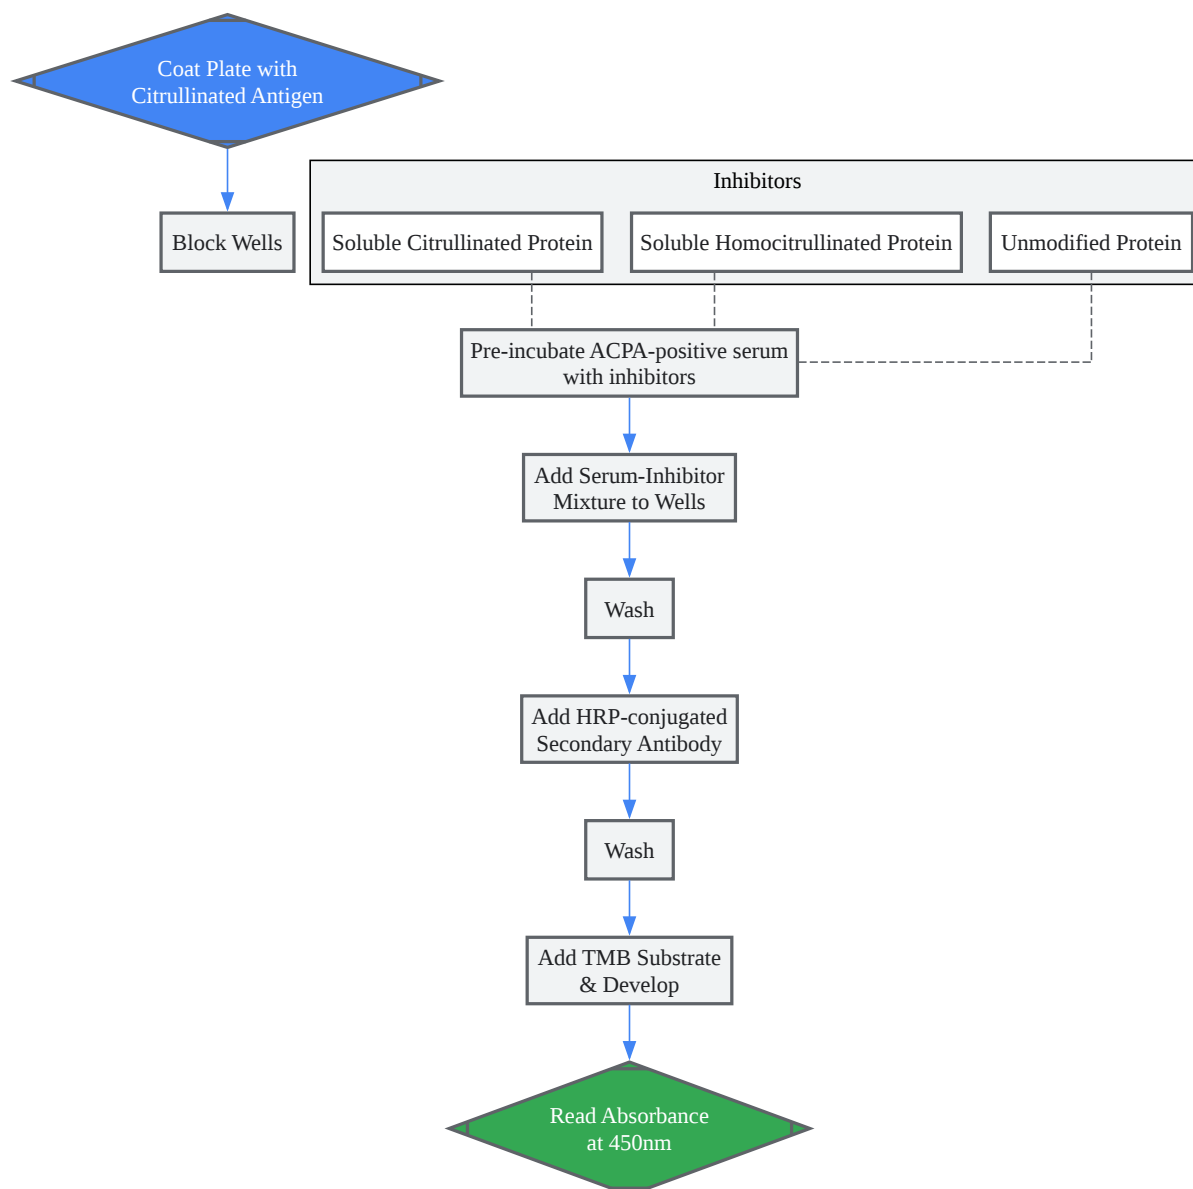 Coat Plate with
Citrullinated Antigen
Inhibitors
Block Wells
Soluble Citrullinated Protein
Soluble Homocitrullinated Protein
Unmodified Protein
Pre-incubate ACPA-positive serum
with inhibitors
Add Serum-Inhibitor
Mixture to Wells
Wash
Add HRP-conjugated
Secondary Antibody
Wash
Add TMB Substrate
& Develop
Read Absorbance
at 450nm